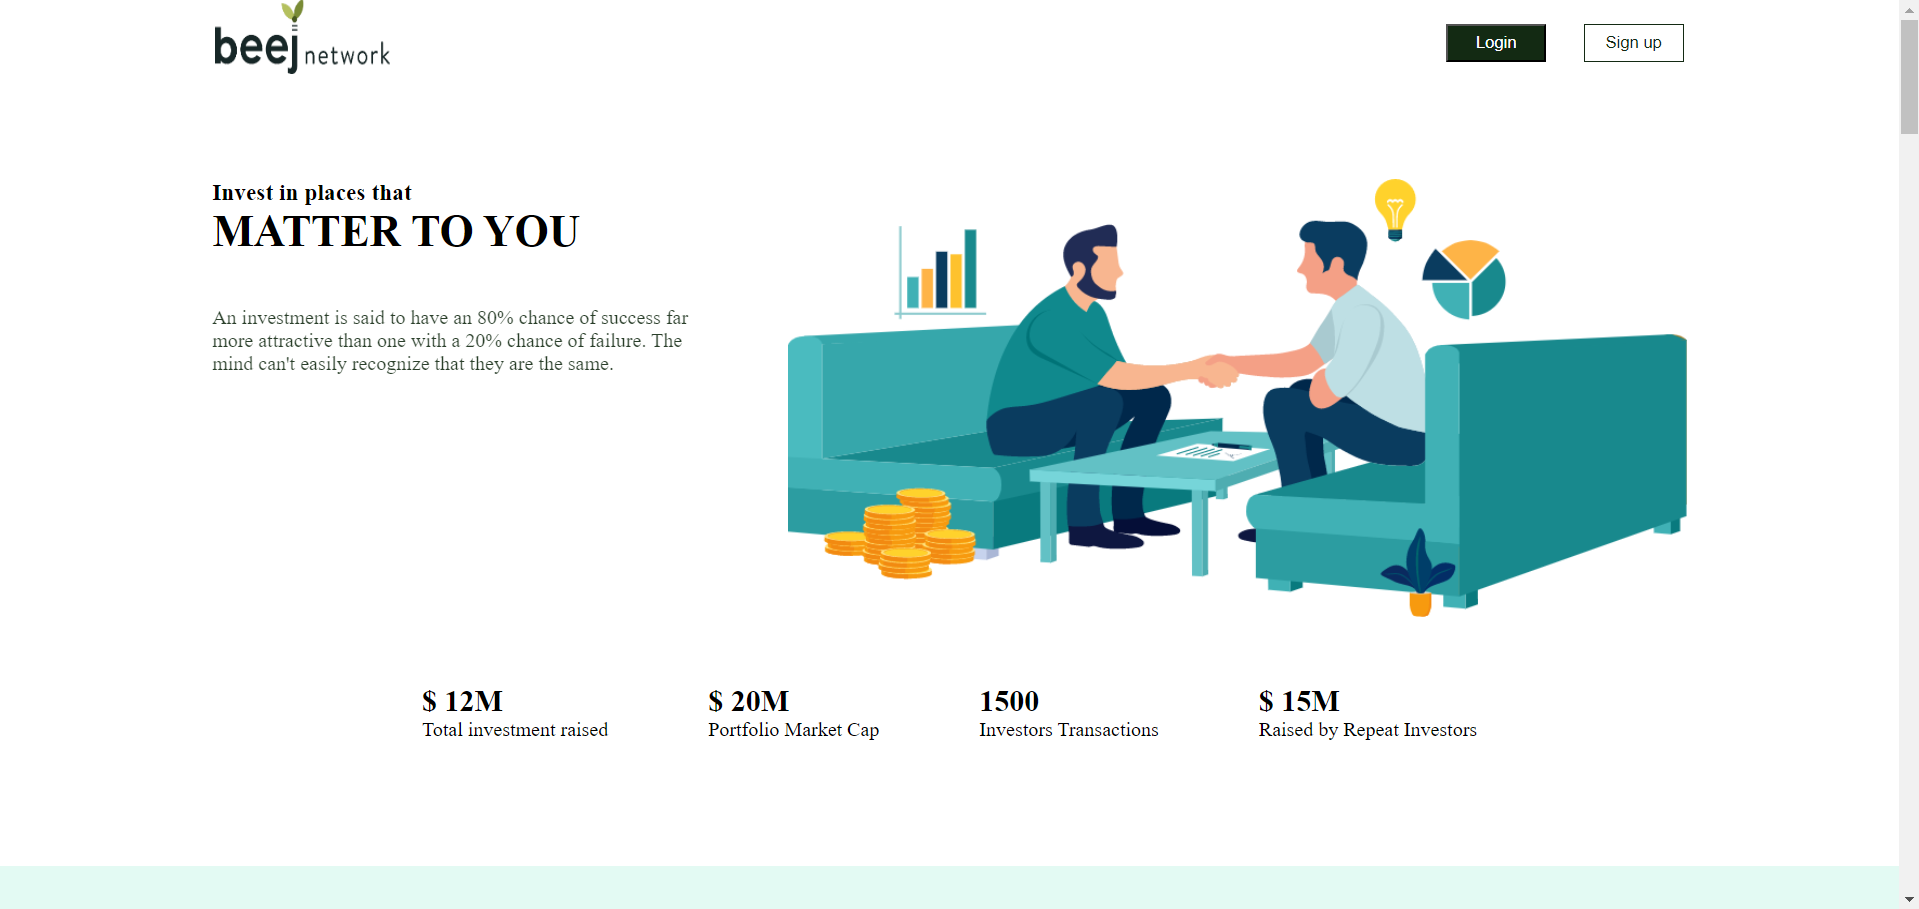 beej network
Login
Sign up
Invest in places that
MATTER TO YOU
An investment is said to have an 80% chance of success far
more attractive than one with a 20% chance of failure. The
mind can't easily recognize that they are the same.
$ 12M
Total investment raised
$ 20M
Portfolio Market Cap
1500
Investors Transactions
$ 15M
Raised by Repeat Investors